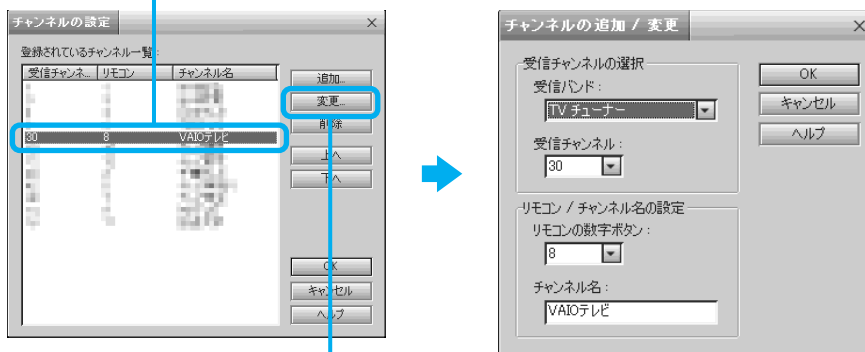 チャンネルの設定
登録されているチャンネル一覧:
受信チャンネ... リモコン チャンネル名
30 8 VAIOテレビ
追加...
変更...
削除
上へ
下へ
OK
キャンセル
ヘルプ
チャンネルの追加 / 変更
受信チャンネルの選択
受信バンド:
TV チューナー
受信チャンネル:
30
リモコン / チャンネル名の設定
リモコンの数字ボタン:
8
チャンネル名:
VAIOテレビ
OK
キャンセル
ヘルプ